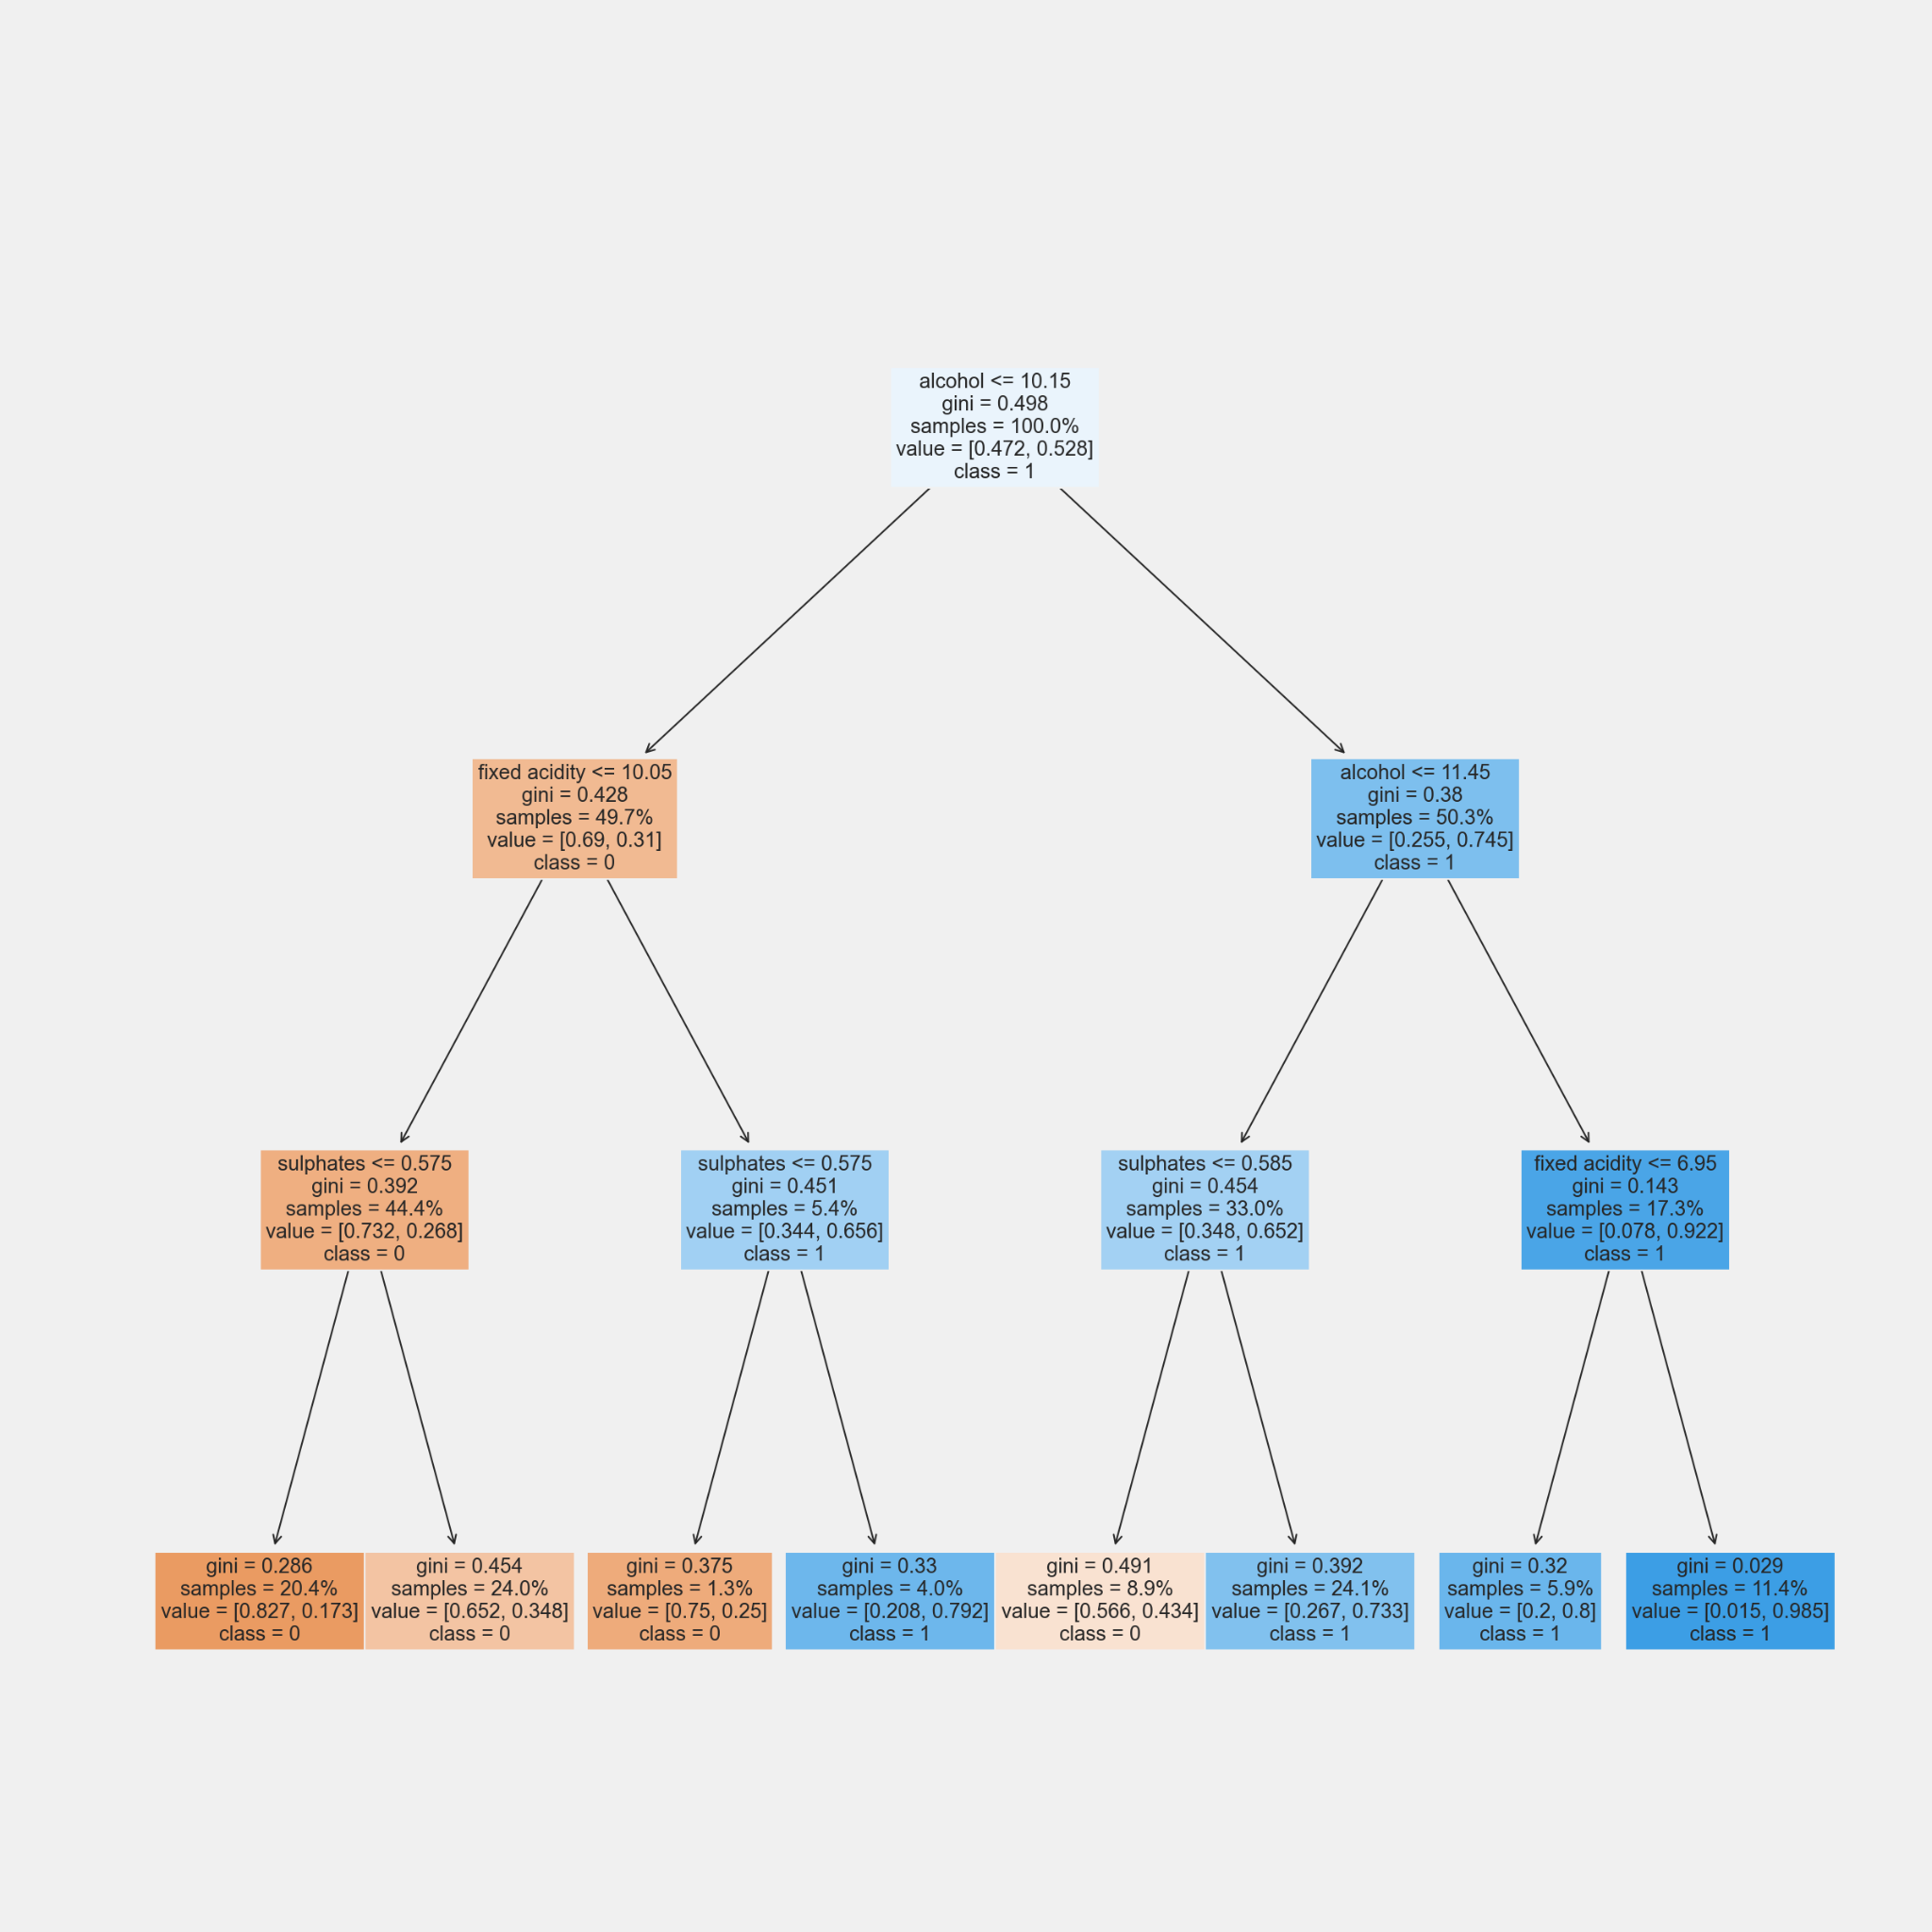 alcohol <= 10.15
gini = 0.498
samples = 100.0%
value = [0.472, 0.528]
class = 1
fixed acidity <= 10.05
gini = 0.428
samples = 49.7%
value = [0.69, 0.31]
class = 0
alcohol <= 11.45
gini = 0.38
samples = 50.3%
value = [0.255, 0.745]
class = 1
sulphates <= 0.575
gini = 0.392
samples = 44.4%
value = [0.732, 0.268]
class = 0
sulphates <= 0.575
gini = 0.451
samples = 5.4%
value = [0.344, 0.656]
class = 1
sulphates <= 0.585
gini = 0.454
samples = 33.0%
value = [0.348, 0.652]
class = 1
fixed acidity <= 6.95
gini = 0.143
samples = 17.3%
value = [0.078, 0.922]
class = 1
gini = 0.286
samples = 20.4%
value = [0.827, 0.173]
class = 0
gini = 0.454
samples = 24.0%
value = [0.652, 0.348]
class = 0
gini = 0.375
samples = 1.3%
value = [0.75, 0.25]
class = 0
gini = 0.33
samples = 4.0%
value = [0.208, 0.792]
class = 1
gini = 0.491
samples = 8.9%
value = [0.566, 0.434]
class = 0
gini = 0.392
samples = 24.1%
value = [0.267, 0.733]
class = 1
gini = 0.32
samples = 5.9%
value = [0.2, 0.8]
class = 1
gini = 0.029
samples = 11.4%
value = [0.015, 0.985]
class = 1